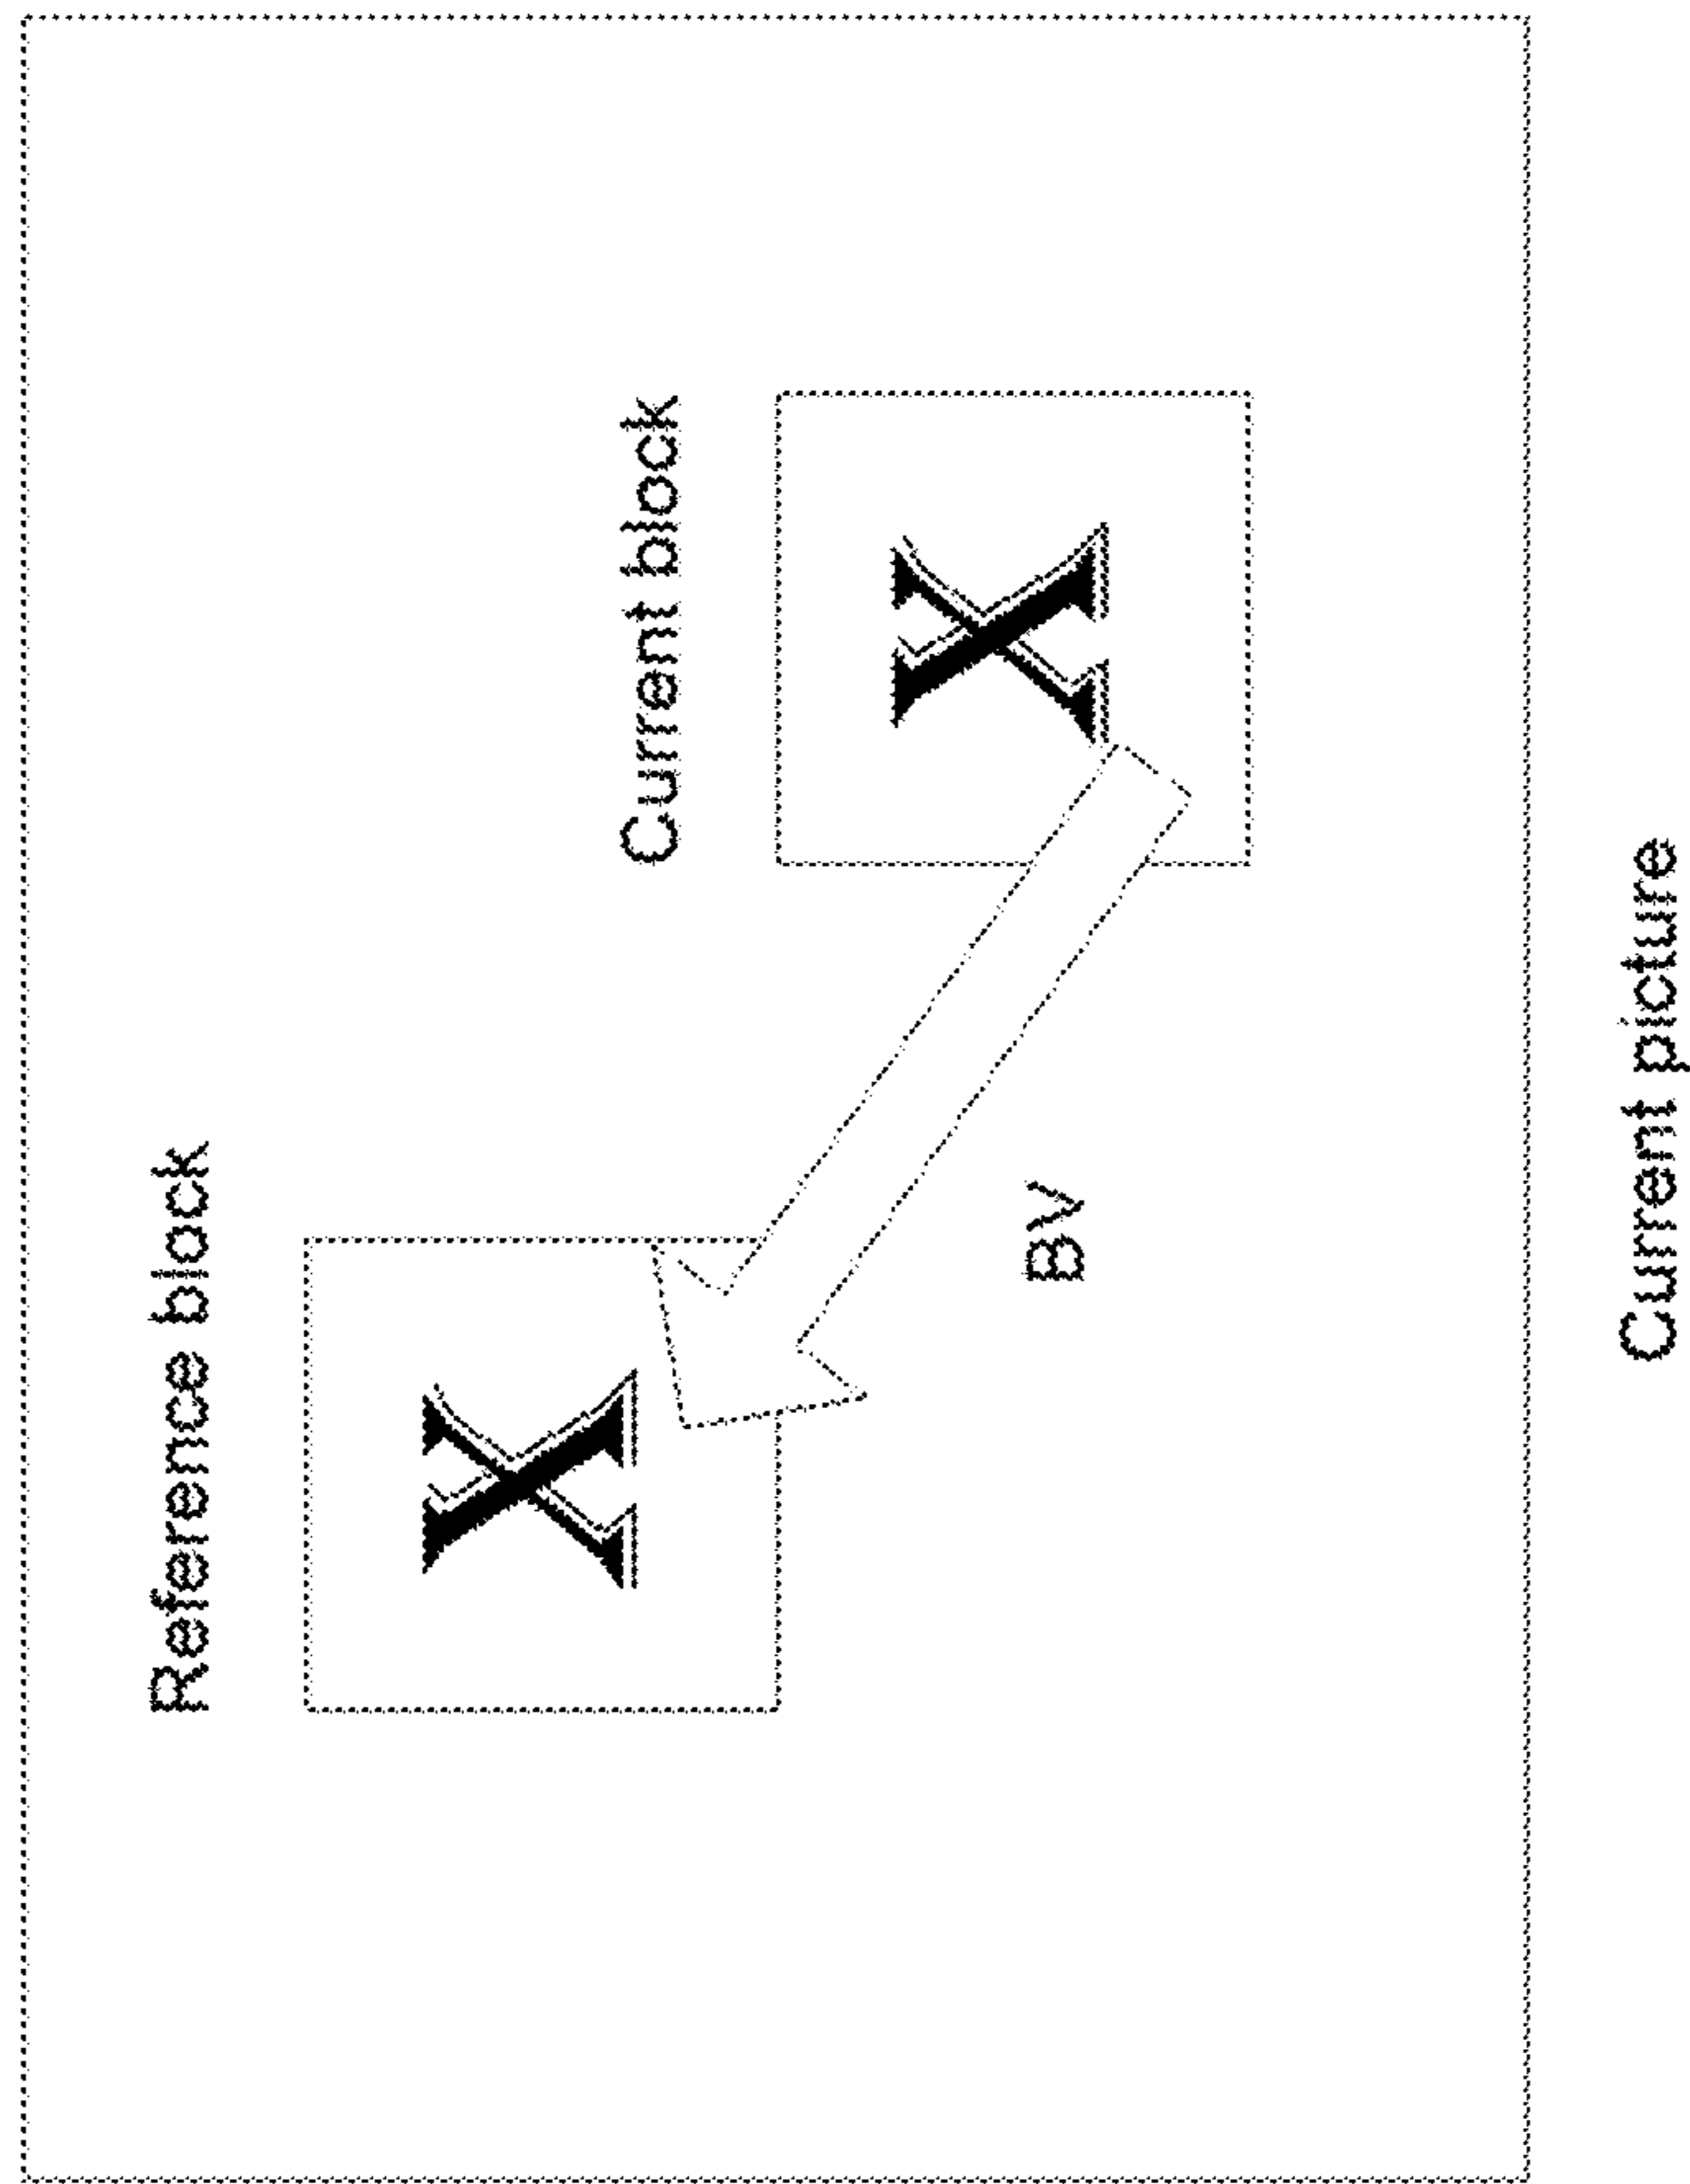 Reference block
X
Current block
X
BV
Current picture